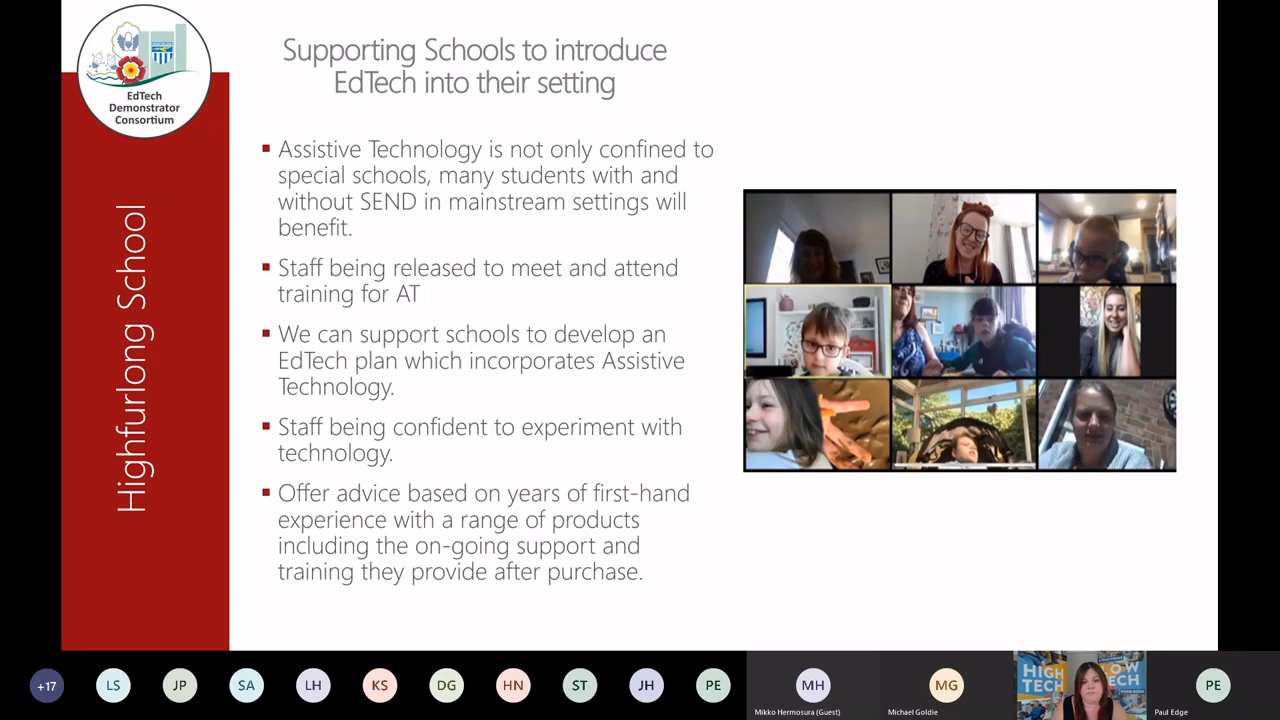 EdTech
Demonstrator
Consortium
Highfurlong School
Supporting Schools to introduce
EdTech into their setting
Assistive Technology is not only confined to
special schools, many students with and
without SEND in mainstream settings will
benefit.
Staff being released to meet and attend
training for AT
We can support schools to develop an
EdTech plan which incorporates Assistive
Technology.
Staff being confident to experiment with
technology.
Offer advice based on years of first-hand
experience with a range of products
including the on-going support and
training they provide after purchase.
+17
LS
JP
SA
LH
KS
DG
HN
ST
JH
PE
MH
Mikko Hermosura (Guest)
MG
Michael Goldie
HIGH
TECH
LOW
TECH
PE
Paul Edge